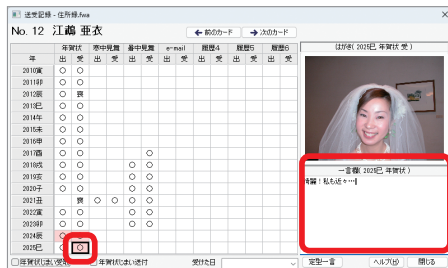 送受記録 - 住所録.fwa
No. 12 江鵜 亜衣
前のカード
次のカード
年賀状 寒中見舞 暑中見舞 e-mail 履歴4 履歴5 履歴6
年 出 受 出 受 出 受 出 受 出 受 出 受 出 受
2010寅 ○ ○
2011卯 ○ ○
2012辰 ○ 喪
2013巳 ○ ○
2014午 ○ ○
2015未 ○ ○
2016申 ○ ○
2017酉 ○ ○ ○
2018戌 ○ ○ ○ ○
2019亥 ○ ○ ○ ○
2020子 ○ ○ ○ ○
2021丑 喪 ○ ○ ○ ○
2022寅 ○ ○ ○ ○
2023卯 ○ ○ ○ ○
2024辰 ○
2025巳 ○ ○
はがき( 2025巳 年賀状 受 )
一言欄( 2025巳 年賀状 )
綺麗！私も近々…
年賀状じまい受取
年賀状じまい送付
受けた日
定型一言
ヘルプ(H)
閉じる